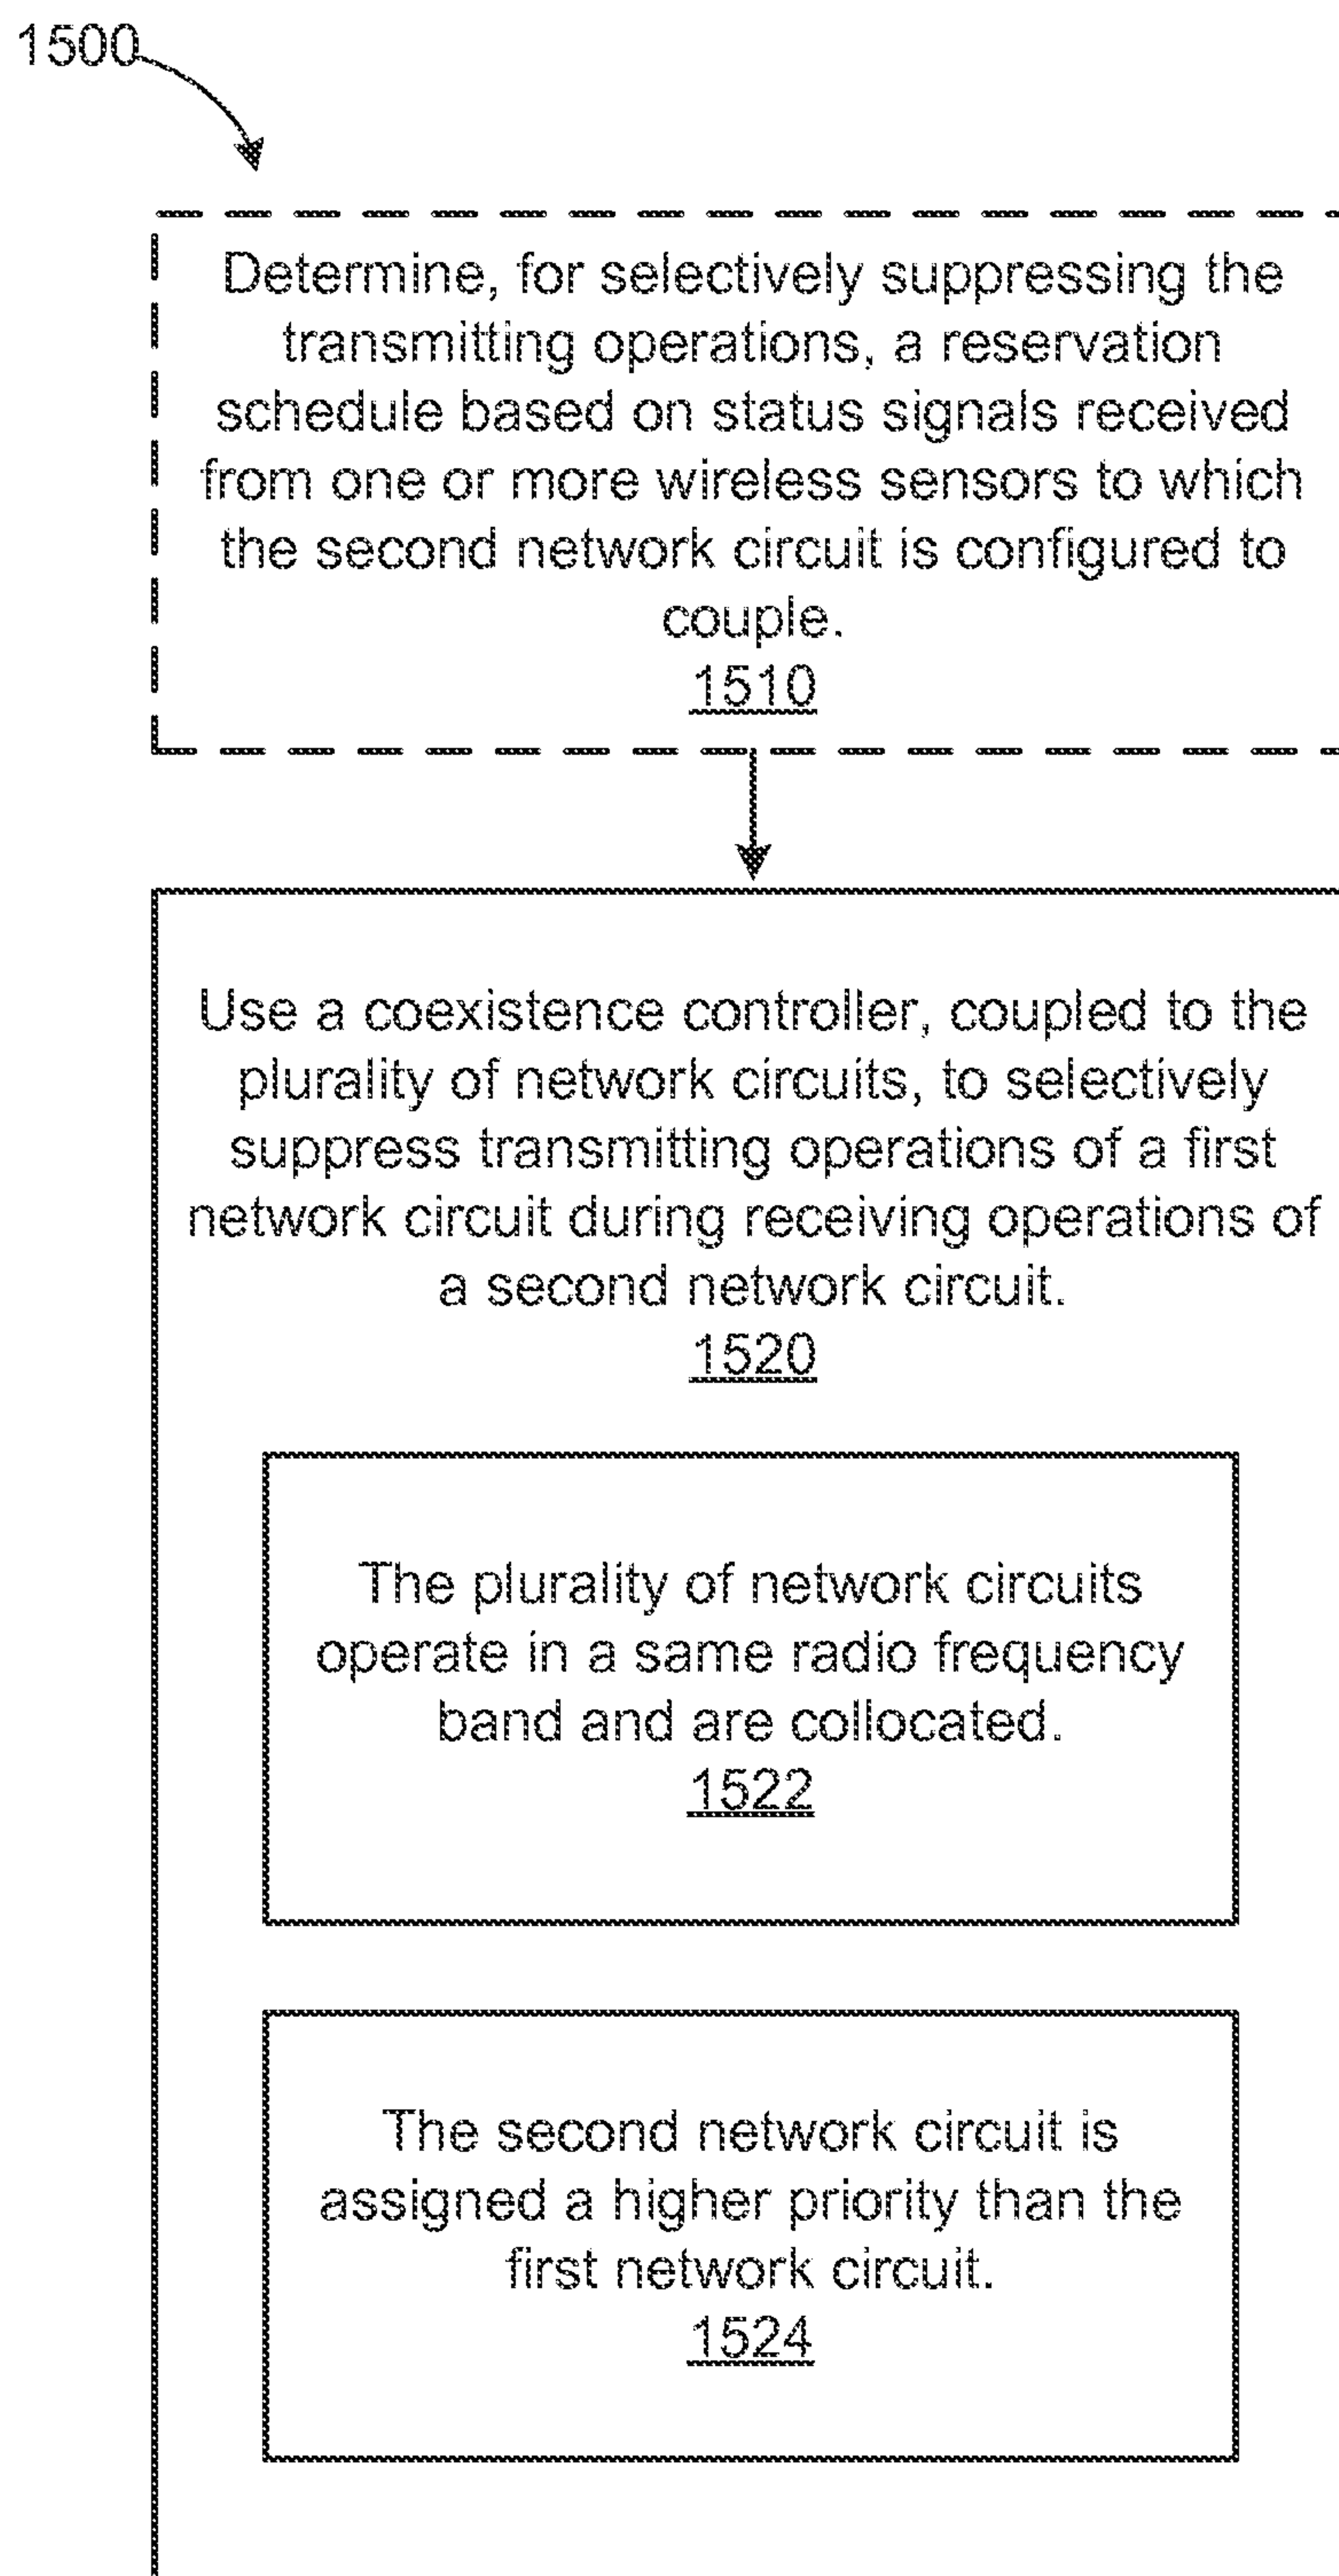 1500
Determine, for selectively suppressing the
transmitting operations, a reservation
schedule based on status signals received
from one or more wireless sensors to which
the second network circuit is configured to
couple.
1510
Use a coexistence controller, coupled to the
plurality of network circuits, to selectively
suppress transmitting operations of a first
network circuit during receiving operations of
a second network circuit.
1520
The plurality of network circuits
operate in a same radio frequency
band and are collocated.
1522
The second network circuit is
assigned a higher priority than the
first network circuit.
1524